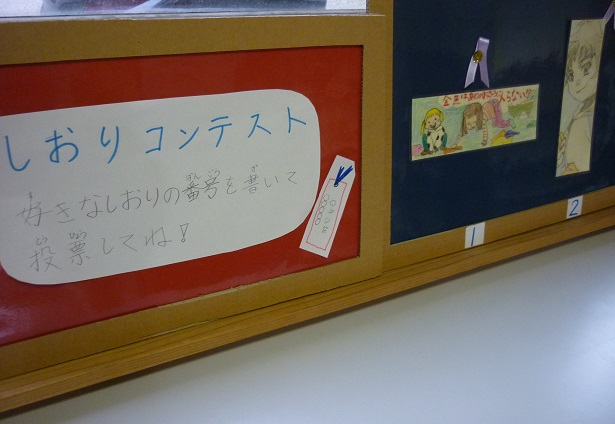 しおりコンテスト
好きなしおりの番号を書いて
投票してね!
1
2